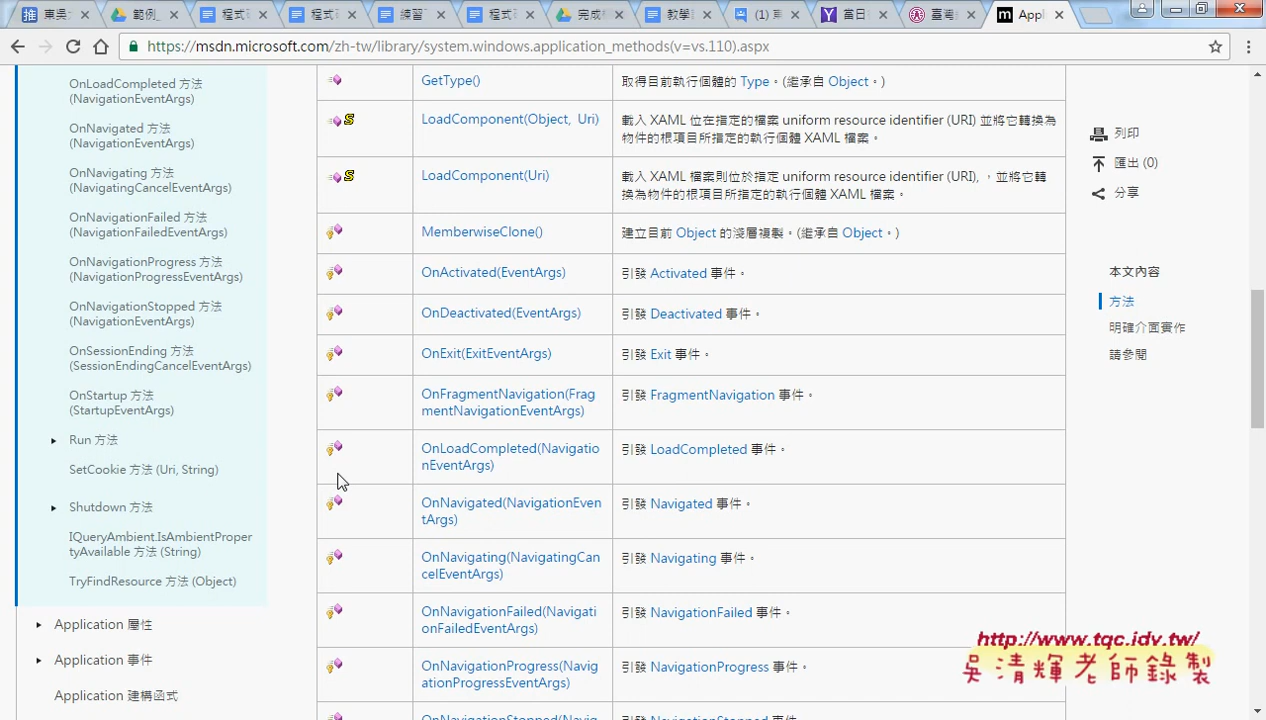 推 東吳大
範例_
程式
程式
練習
程式
完成
教學
(1) 東
當日
臺灣
Appl
https://msdn.microsoft.com/zh-tw/library/system.windows.application_methods(v=vs.110).aspx
OnLoadCompleted 方法
(NavigationEventArgs)
OnNavigated 方法
(NavigationEventArgs)
OnNavigating 方法
(NavigatingCancelEventArgs)
OnNavigationFailed 方法
(NavigationFailedEventArgs)
OnNavigationProgress 方法
(NavigationProgressEventArgs)
OnNavigationStopped 方法
(NavigationEventArgs)
OnSessionEnding 方法
(SessionEndingCancelEventArgs)
OnStartup 方法
(StartupEventArgs)
Run 方法
SetCookie 方法 (Uri, String)
Shutdown 方法
IQueryAmbient.IsAmbientProper
tyAvailable 方法 (String)
TryFindResource 方法 (Object)
Application 屬性
Application 事件
Application 建構函式
GetType()
取得目前執行個體的 Type。(繼承自 Object。)
LoadComponent(Object, Uri)
載入 XAML 位在指定的檔案 uniform resource identifier (URI) 並將它轉換為
物件的根項目所指定的執行個體 XAML 檔案。
LoadComponent(Uri)
載入 XAML 檔案則位於指定 uniform resource identifier (URI), ，並將它轉
換為物件的根項目所指定的執行個體 XAML 檔案。
MemberwiseClone()
建立目前 Object 的淺層複製。(繼承自 Object。)
OnActivated(EventArgs)
引發 Activated 事件。
OnDeactivated(EventArgs)
引發 Deactivated 事件。
OnExit(ExitEventArgs)
引發 Exit 事件。
OnFragmentNavigation(Frag
mentNavigationEventArgs)
引發 FragmentNavigation 事件。
OnLoadCompleted(Navigatio
nEventArgs)
引發 LoadCompleted 事件。
OnNavigated(NavigationEven
tArgs)
引發 Navigated 事件。
OnNavigating(NavigatingCan
celEventArgs)
引發 Navigating 事件。
OnNavigationFailed(Navigati
onFailedEventArgs)
引發 NavigationFailed 事件。
OnNavigationProgress(Navig
ationProgressEventArgs)
引發 NavigationProgress 事件。
列印
匯出 (0)
分享
本文內容
方法
明確介面實作
請參閱
http://www.tqc.idv.tw/
吳清輝老師錄製